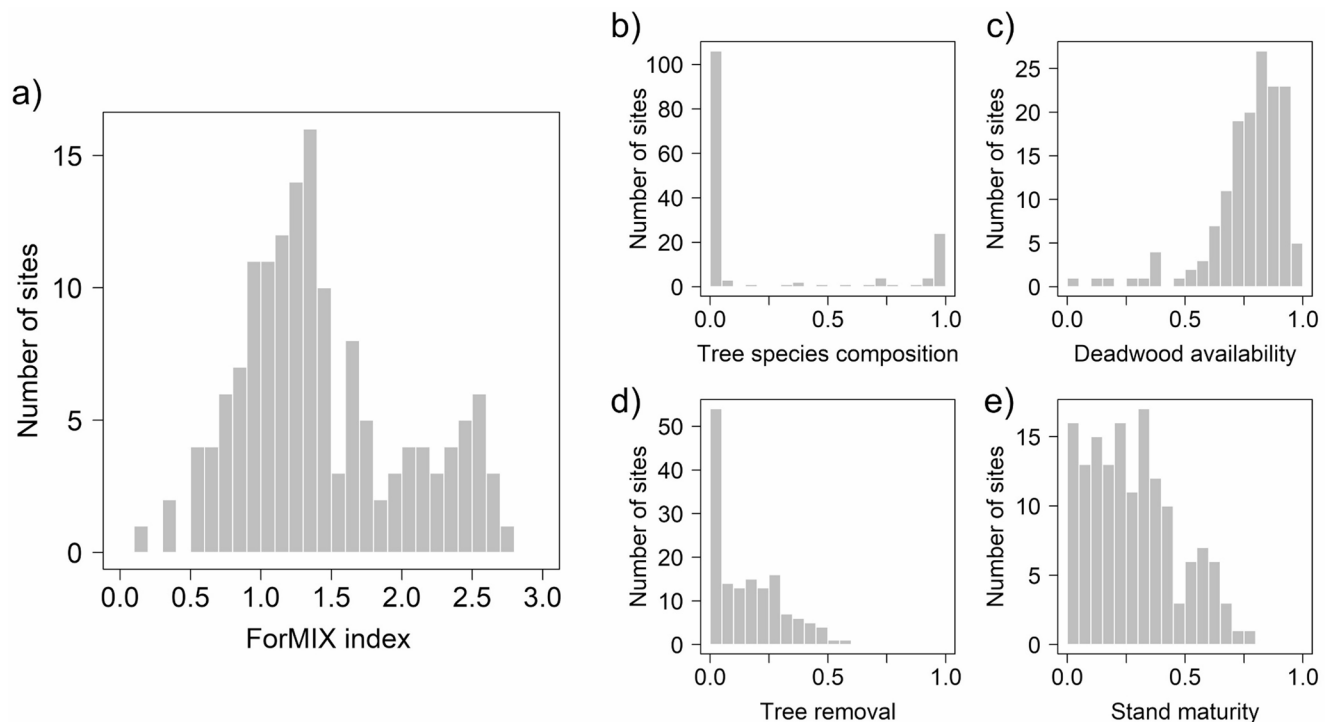 a)
Number of sites
15
10
5
0
0.0 0.5 1.0 1.5 2.0 2.5 3.0
ForMIX index
b)
Number of sites
100
80
60
40
20
0
0.0 0.5 1.0
Tree species composition
c)
Number of sites
25
20
15
10
5
0
0.0 0.5 1.0
Deadwood availability
d)
Number of sites
50
40
30
20
10
0
0.0 0.5 1.0
Tree removal
e)
Number of sites
15
10
5
0
0.0 0.5 1.0
Stand maturity